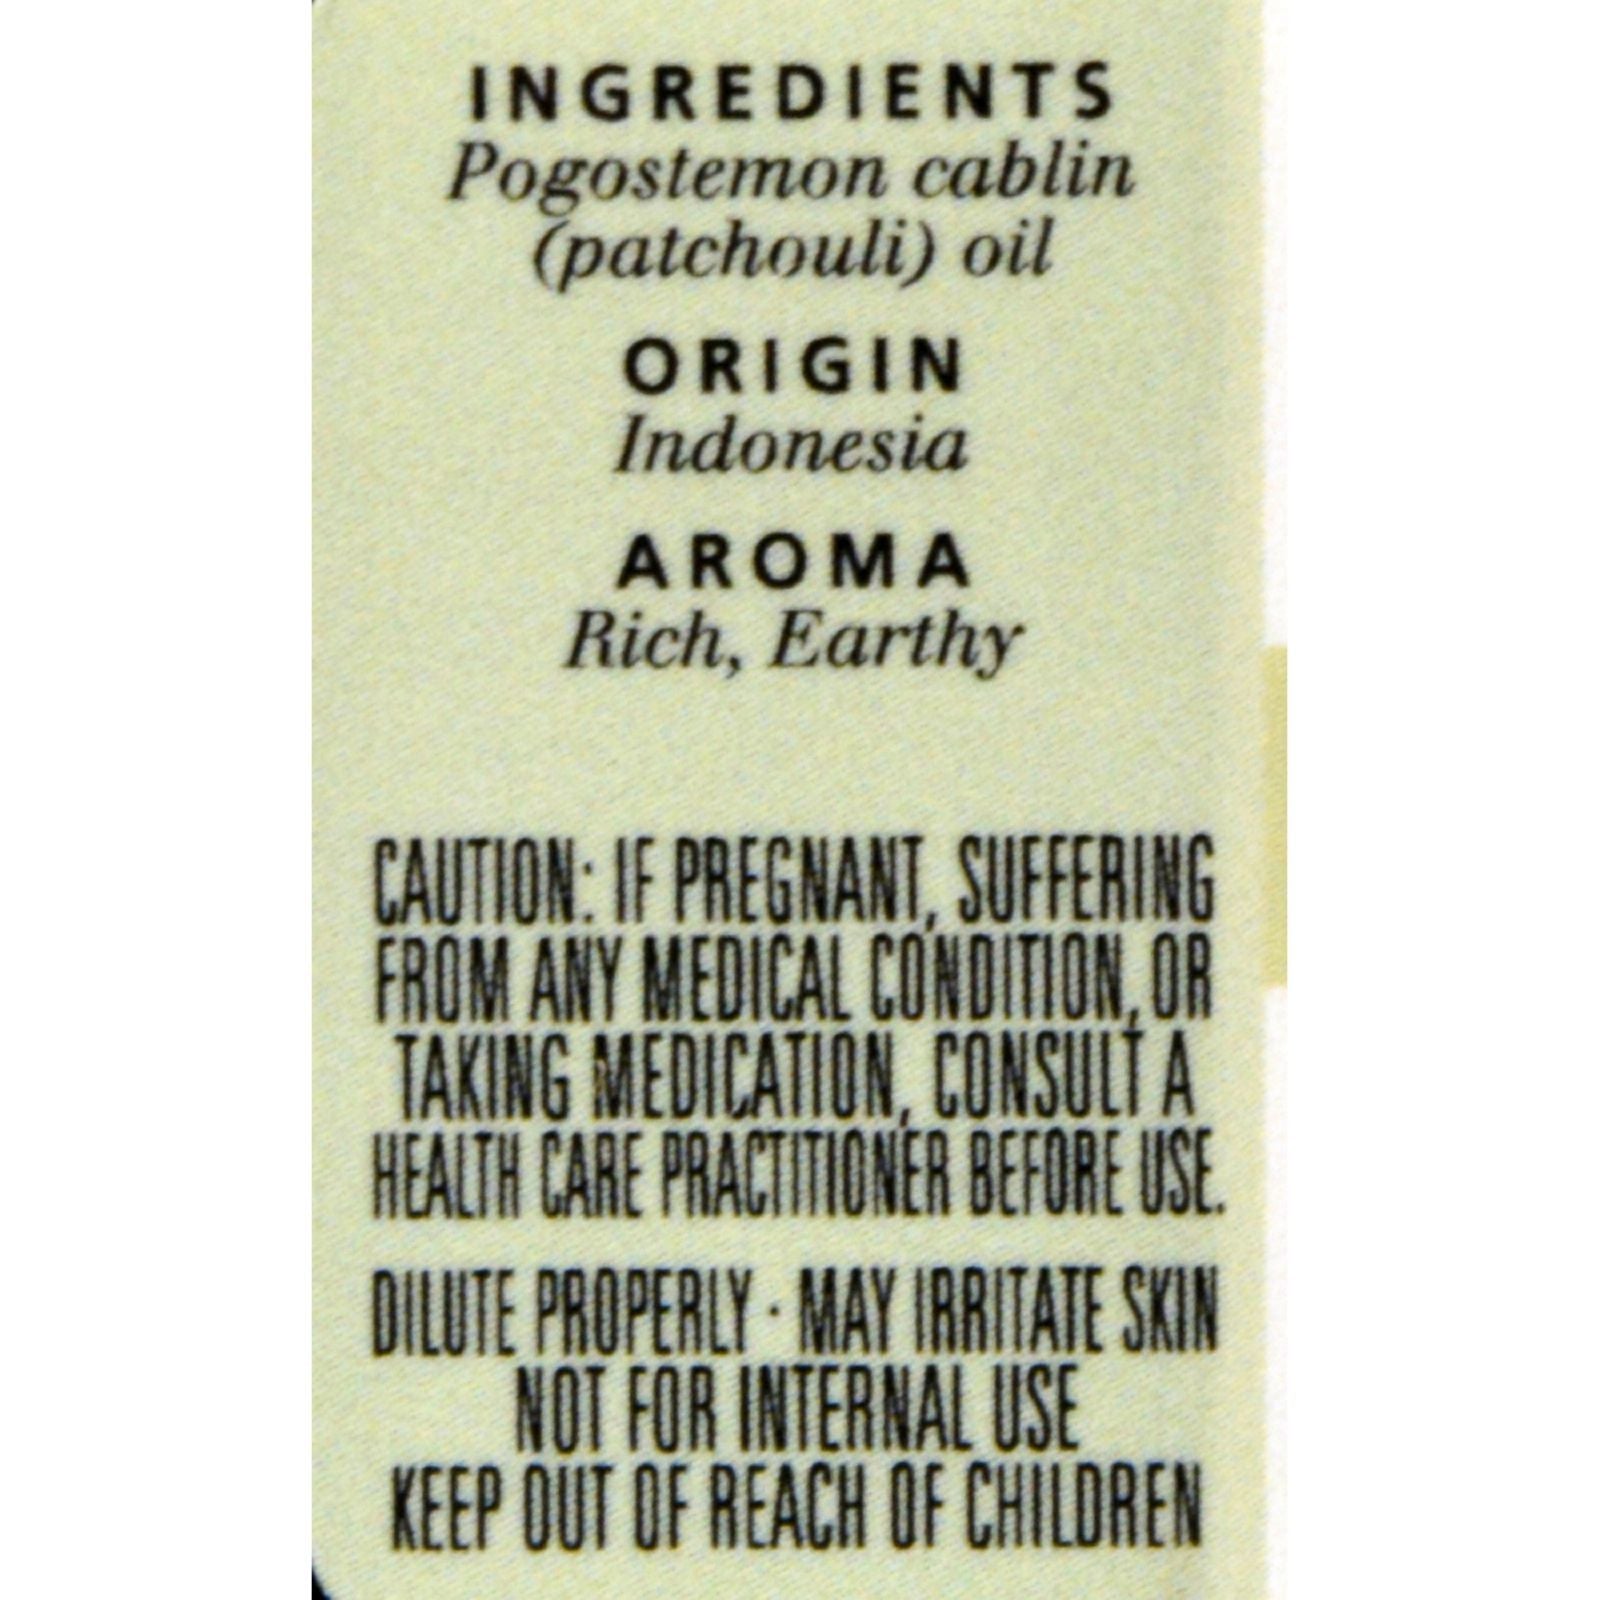 INGREDIENTS
Pogostemon cablin
(patchouli) oil
ORIGIN
Indonesia
AROMA
Rich, Earthy
CAUTION: IF PREGNANT, SUFFERING
FROM ANY MEDICAL CONDITION, OR
TAKING MEDICATION, CONSULT A
HEALTH CARE PRACTITIONER BEFORE USE.
DILUTE PROPERLY · MAY IRRITATE SKIN
NOT FOR INTERNAL USE
KEEP OUT OF REACH OF CHILDREN